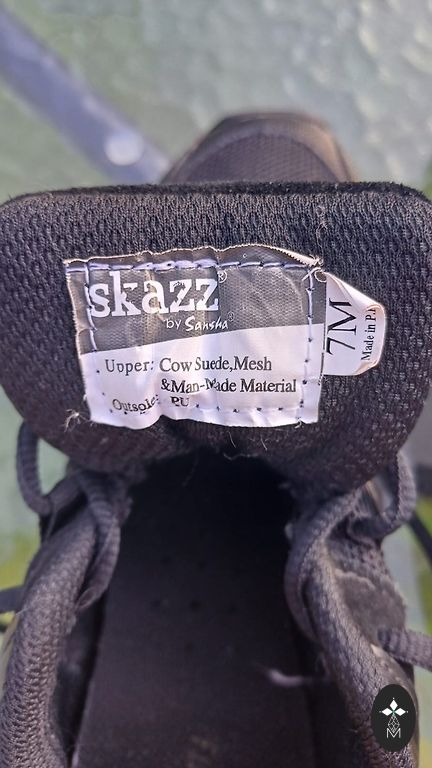 skazz®
by Sansha®
Upper: Cow Suede,Mesh
&Man-Made Material
Outsole: PU
7M
Made in P.